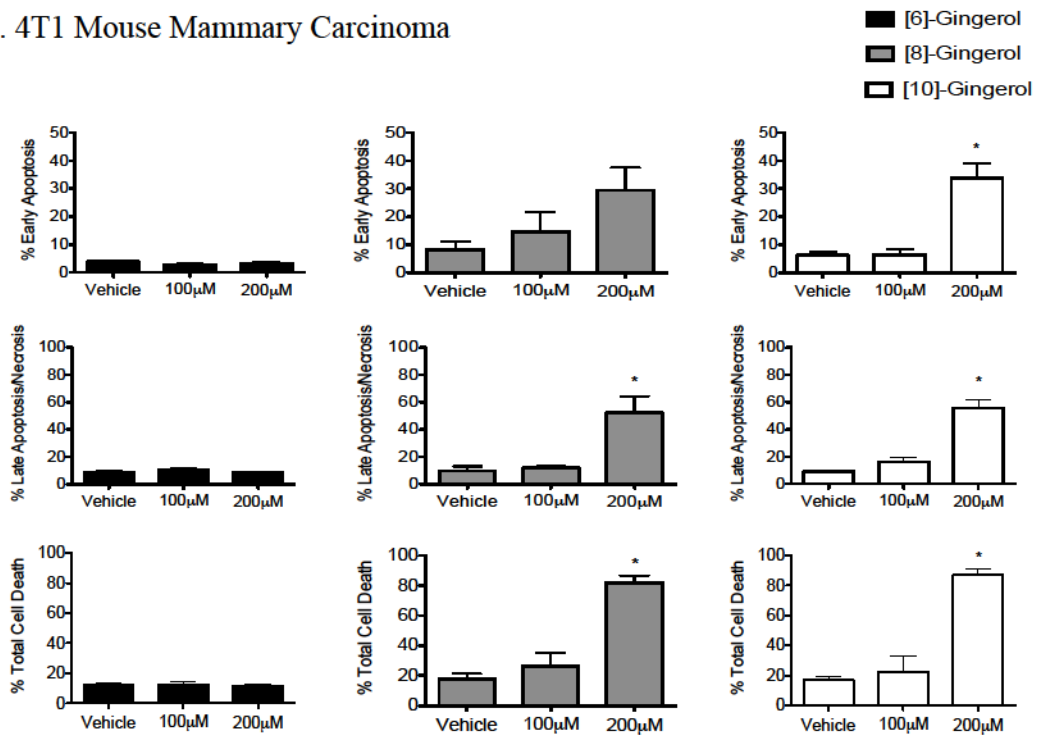 . 4T1 Mouse Mammary Carcinoma
[6]-Gingerol
[8]-Gingerol
[10]-Gingerol
% Early Apoptosis
50
40
30
20
10
0
Vehicle 100µM 200µM
% Early Apoptosis
50
40
30
20
10
0
Vehicle 100µM 200µM
% Early Apoptosis
50
40
30
20
10
0
*
Vehicle 100µM 200µM
% Late Apoptosis/Necrosis
100
80
60
40
20
0
Vehicle 100µM 200µM
% Late Apoptosis/Necrosis
100
80
60
40
20
0
*
Vehicle 100µM 200µM
% Late Apoptosis/Necrosis
100
80
60
40
20
0
*
Vehicle 100µM 200µM
% Total Cell Death
100
80
60
40
20
0
Vehicle 100µM 200µM
% Total Cell Death
100
80
60
40
20
0
*
Vehicle 100µM 200µM
% Total Cell Death
100
80
60
40
20
0
*
Vehicle 100µM 200µM